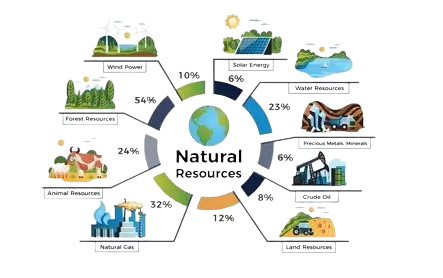 Wind Power
Solar Energy
10%
6%
Water Resources
54%
23%
Forest Resources
Precious Metals, Minerals
24%
Natural
Resources
6%
Animal Resources
Crude Oil
32%
8%
12%
Natural Gas
Land Resources